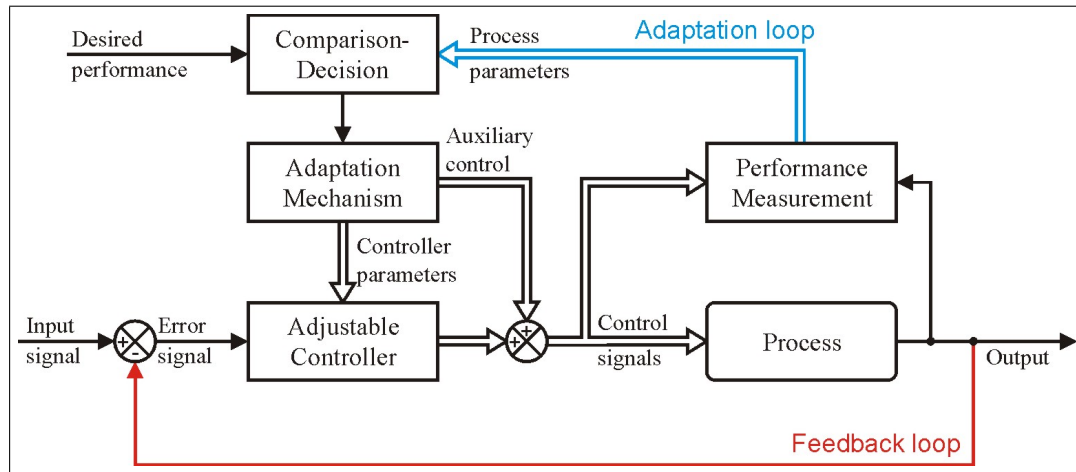 Desired
performance
Comparison-
Decision
Process
parameters
Adaptation loop
Adaptation
Mechanism
Auxiliary
control
Performance
Measurement
Controller
parameters
Input
signal
+
-
Error
signal
Adjustable
Controller
+
+
Control
signals
Process
Output
Feedback loop